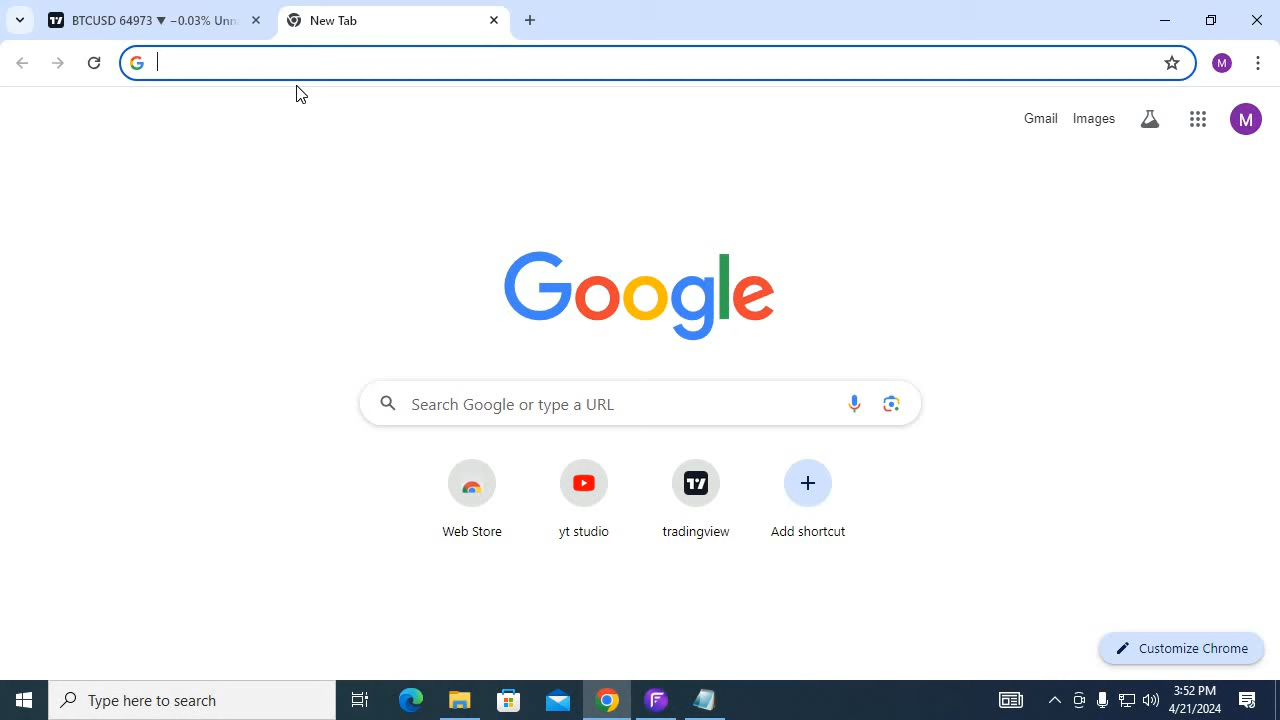 BTCUSD 64973 ▼ −0.03% Unn
New Tab
Gmail
Images
M
M
Google
Search Google or type a URL
Web Store
yt studio
tradingview
Add shortcut
Customize Chrome
Type here to search
3:52 PM
4/21/2024